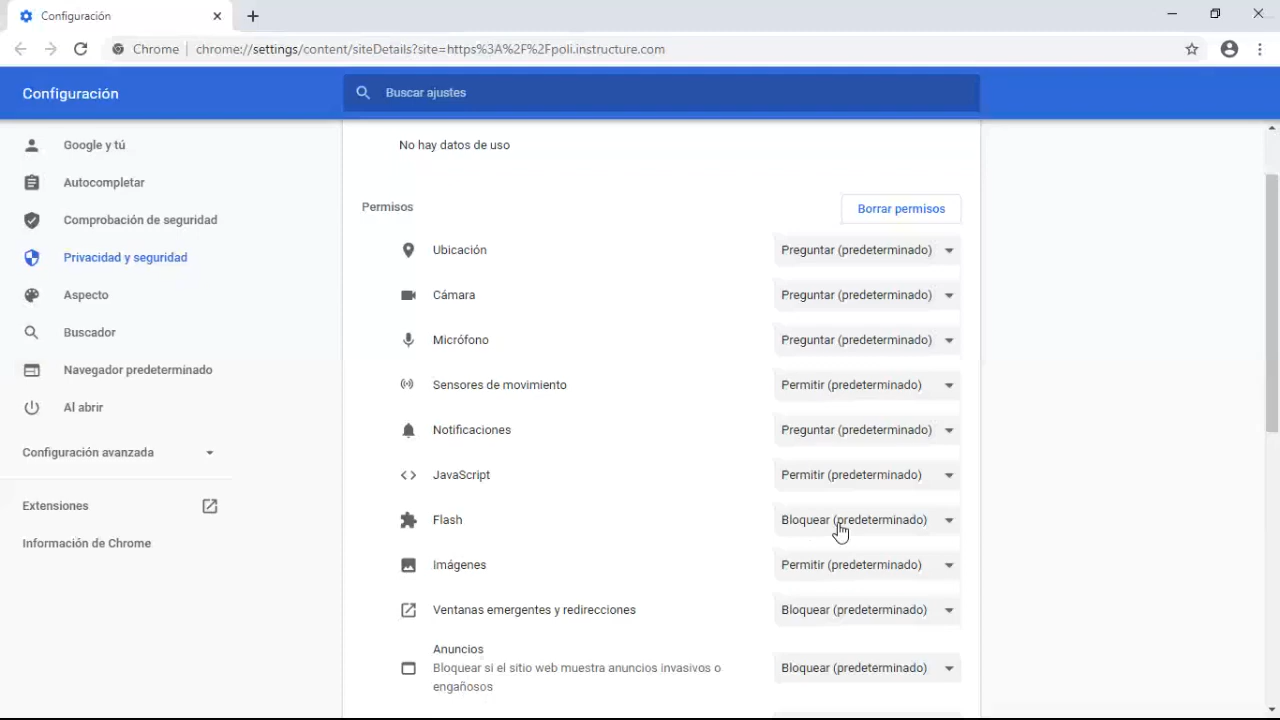 Configuración
Chrome | chrome://settings/content/siteDetails?site=https%3A%2F%2Fpoli.instructure.com
Configuración
Buscar ajustes
Google y tú
Autocompletar
Comprobación de seguridad
Privacidad y seguridad
Aspecto
Buscador
Navegador predeterminado
Al abrir
Configuración avanzada
Extensiones
Información de Chrome
No hay datos de uso
Permisos
Borrar permisos
Ubicación Preguntar (predeterminado)
Cámara Preguntar (predeterminado)
Micrófono Preguntar (predeterminado)
Sensores de movimiento Permitir (predeterminado)
Notificaciones Preguntar (predeterminado)
JavaScript Permitir (predeterminado)
Flash Bloquear (predeterminado)
Imágenes Permitir (predeterminado)
Ventanas emergentes y redirecciones Bloquear (predeterminado)
Anuncios
Bloquear si el sitio web muestra anuncios invasivos o Bloquear (predeterminado)
engañosos